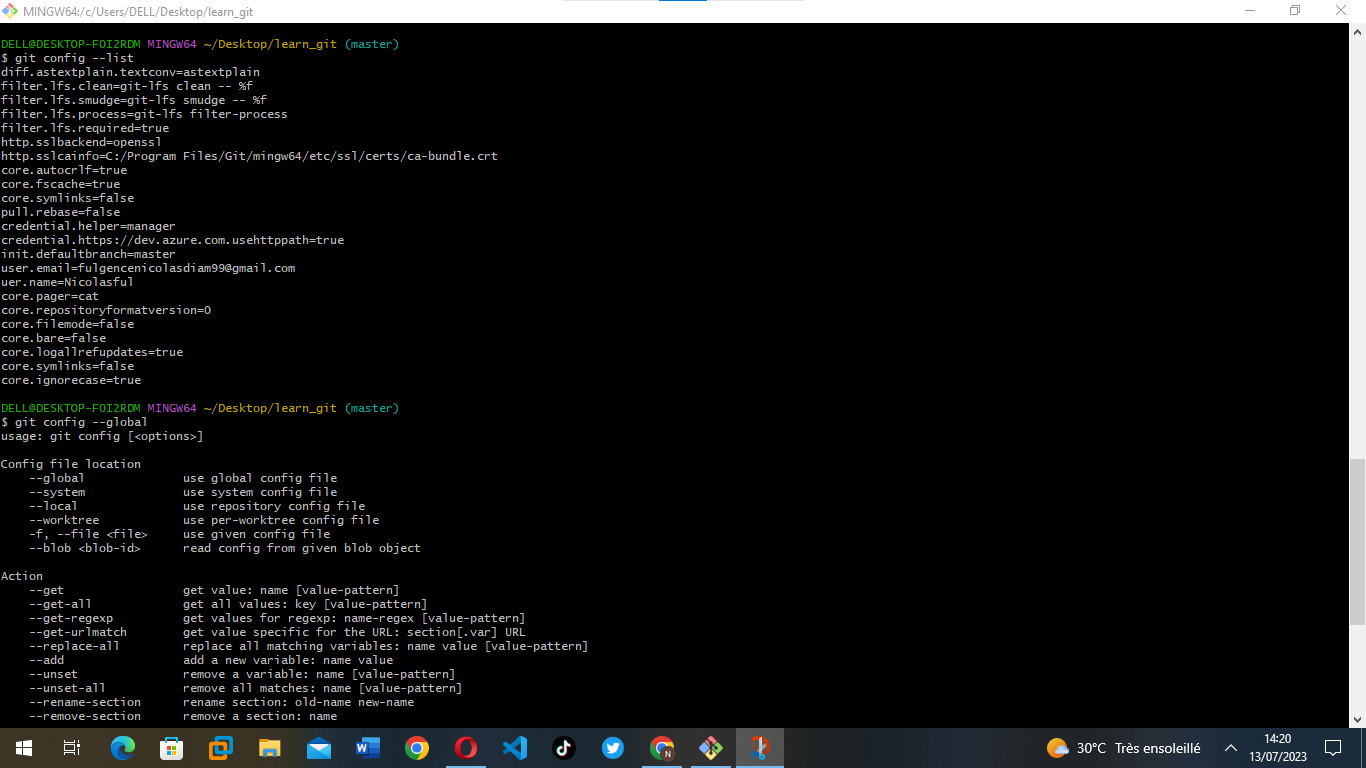 MINGW64:/c/Users/DELL/Desktop/learn_git
DELL@DESKTOP-FOI2RDM MINGW64 ~/Desktop/learn_git (master)
$ git config --list
diff.astextplain.textconv=astextplain
filter.lfs.clean=git-lfs clean -- %f
filter.lfs.smudge=git-lfs smudge -- %f
filter.lfs.process=git-lfs filter-process
filter.lfs.required=true
http.sslbackend=openssl
http.sslcainfo=C:/Program Files/Git/mingw64/etc/ssl/certs/ca-bundle.crt
core.autocrlf=true
core.fscache=true
core.symlinks=false
pull.rebase=false
credential.helper=manager
credential.https://dev.azure.com.usehttppath=true
init.defaultbranch=master
user.email=fulgencenicolasdiam99@gmail.com
uer.name=Nicolasful
core.pager=cat
core.repositoryformatversion=0
core.filemode=false
core.bare=false
core.logallrefupdates=true
core.symlinks=false
core.ignorecase=true
DELL@DESKTOP-FOI2RDM MINGW64 ~/Desktop/learn_git (master)
$ git config --global
usage: git config [<options>]
Config file location
--global use global config file
--system use system config file
--local use repository config file
--worktree use per-worktree config file
-f, --file <file> use given config file
--blob <blob-id> read config from given blob object
Action
--get get value: name [value-pattern]
--get-all get all values: key [value-pattern]
--get-regexp get values for regexp: name-regex [value-pattern]
--get-urlmatch get value specific for the URL: section[.var] URL
--replace-all replace all matching variables: name value [value-pattern]
--add add a new variable: name value
--unset remove a variable: name [value-pattern]
--unset-all remove all matches: name [value-pattern]
--rename-section rename section: old-name new-name
--remove-section remove a section: name
30°C Très ensoleillé
14:20
13/07/2023